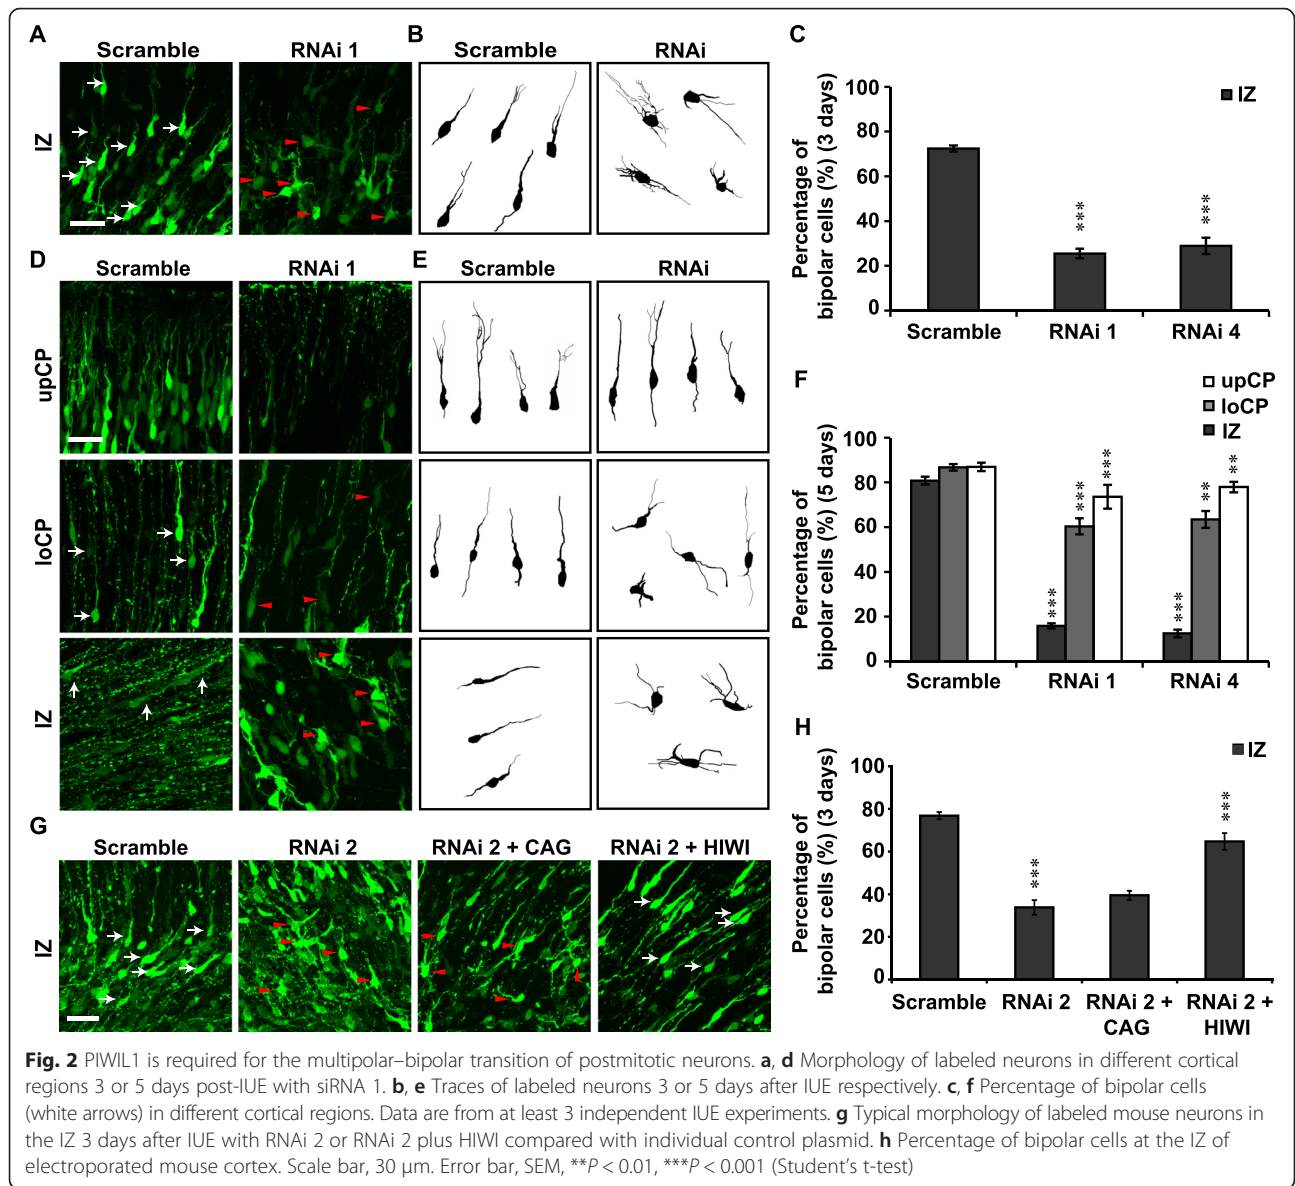 A
Scramble
RNAi 1
IZ
B
Scramble
RNAi
C
Percentage of
bipolar cells (%) (3 days)
100
80
60
40
20
0
IZ
***
***
Scramble
RNAi 1
RNAi 4
D
Scramble
RNAi 1
upCP
loCP
IZ
E
Scramble
RNAi
F
upCP
loCP
IZ
Percentage of
bipolar cells (%) (5 days)
100
80
60
40
20
0
***
***
***
***
**
**
Scramble
RNAi 1
RNAi 4
G
Scramble
RNAi 2
RNAi 2 + CAG
RNAi 2 + HIWI
IZ
H
IZ
Percentage of
bipolar cells (%) (3 days)
100
80
60
40
20
0
***
***
Scramble
RNAi 2
RNAi 2 +
CAG
RNAi 2 +
HIWI
Fig. 2 PIWIL1 is required for the multipolar–bipolar transition of postmitotic neurons. a, d Morphology of labeled neurons in different cortical
regions 3 or 5 days post-IUE with siRNA 1. b, e Traces of labeled neurons 3 or 5 days after IUE respectively. c, f Percentage of bipolar cells
(white arrows) in different cortical regions. Data are from at least 3 independent IUE experiments. g Typical morphology of labeled mouse neurons in
the IZ 3 days after IUE with RNAi 2 or RNAi 2 plus HIWI compared with individual control plasmid. h Percentage of bipolar cells at the IZ of
electroporated mouse cortex. Scale bar, 30 μm. Error bar, SEM, **P < 0.01, ***P < 0.001 (Student's t-test)